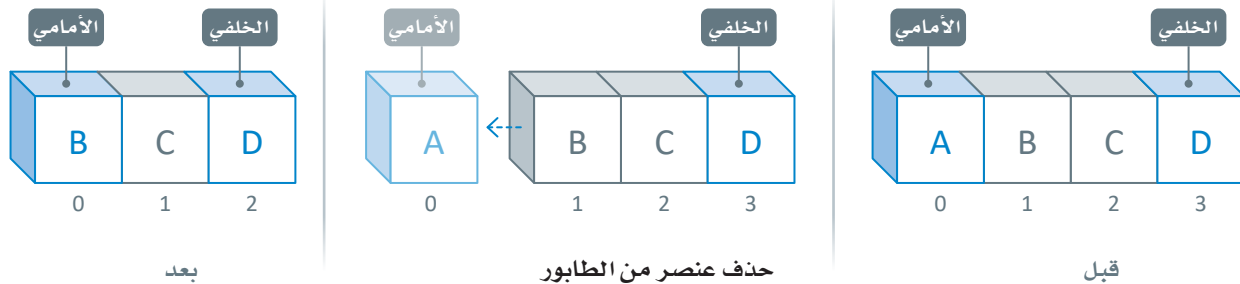 الأمامي
الخلفي
A B C D
0 1 2 3
قبل
الأمامي
الخلفي
A B C D
0 1 2 3
حذف عنصر من الطابور
الأمامي
الخلفي
B C D
0 1 2
بعد